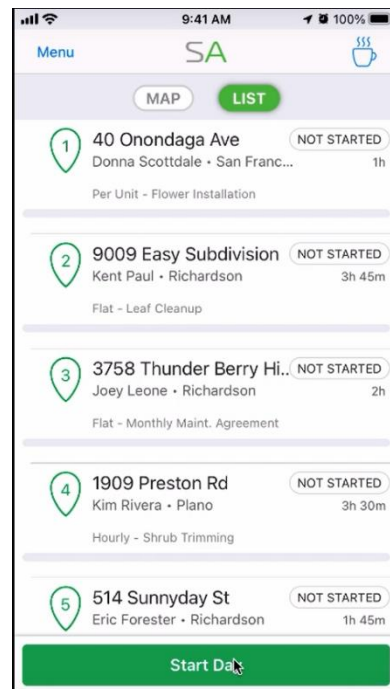 9:41 AM 100%
Menu SA
MAP LIST
1 40 Onondaga Ave NOT STARTED
Donna Scottdale • San Franc... 1h
Per Unit - Flower Installation
2 9009 Easy Subdivision NOT STARTED
Kent Paul • Richardson 3h 45m
Flat - Leaf Cleanup
3 3758 Thunder Berry Hi.. NOT STARTED
Joey Leone • Richardson 2h
Flat - Monthly Maint. Agreement
4 1909 Preston Rd NOT STARTED
Kim Rivera • Plano 3h 30m
Hourly - Shrub Trimming
5 514 Sunnyday St NOT STARTED
Eric Forester • Richardson 1h 45m
Start Day